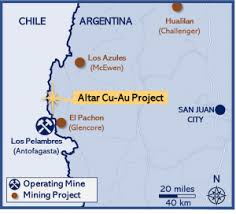 CHILE
ARGENTINA
Hualilan
(Challenger)
Los Azules
(McEwen)
Altar Cu-Au Project
SAN JUAN
CITY
El Pachon
(Glencore)
Los Pelambres
(Antofagasta)
Operating Mine
Mining Project
20 miles
40 km
N